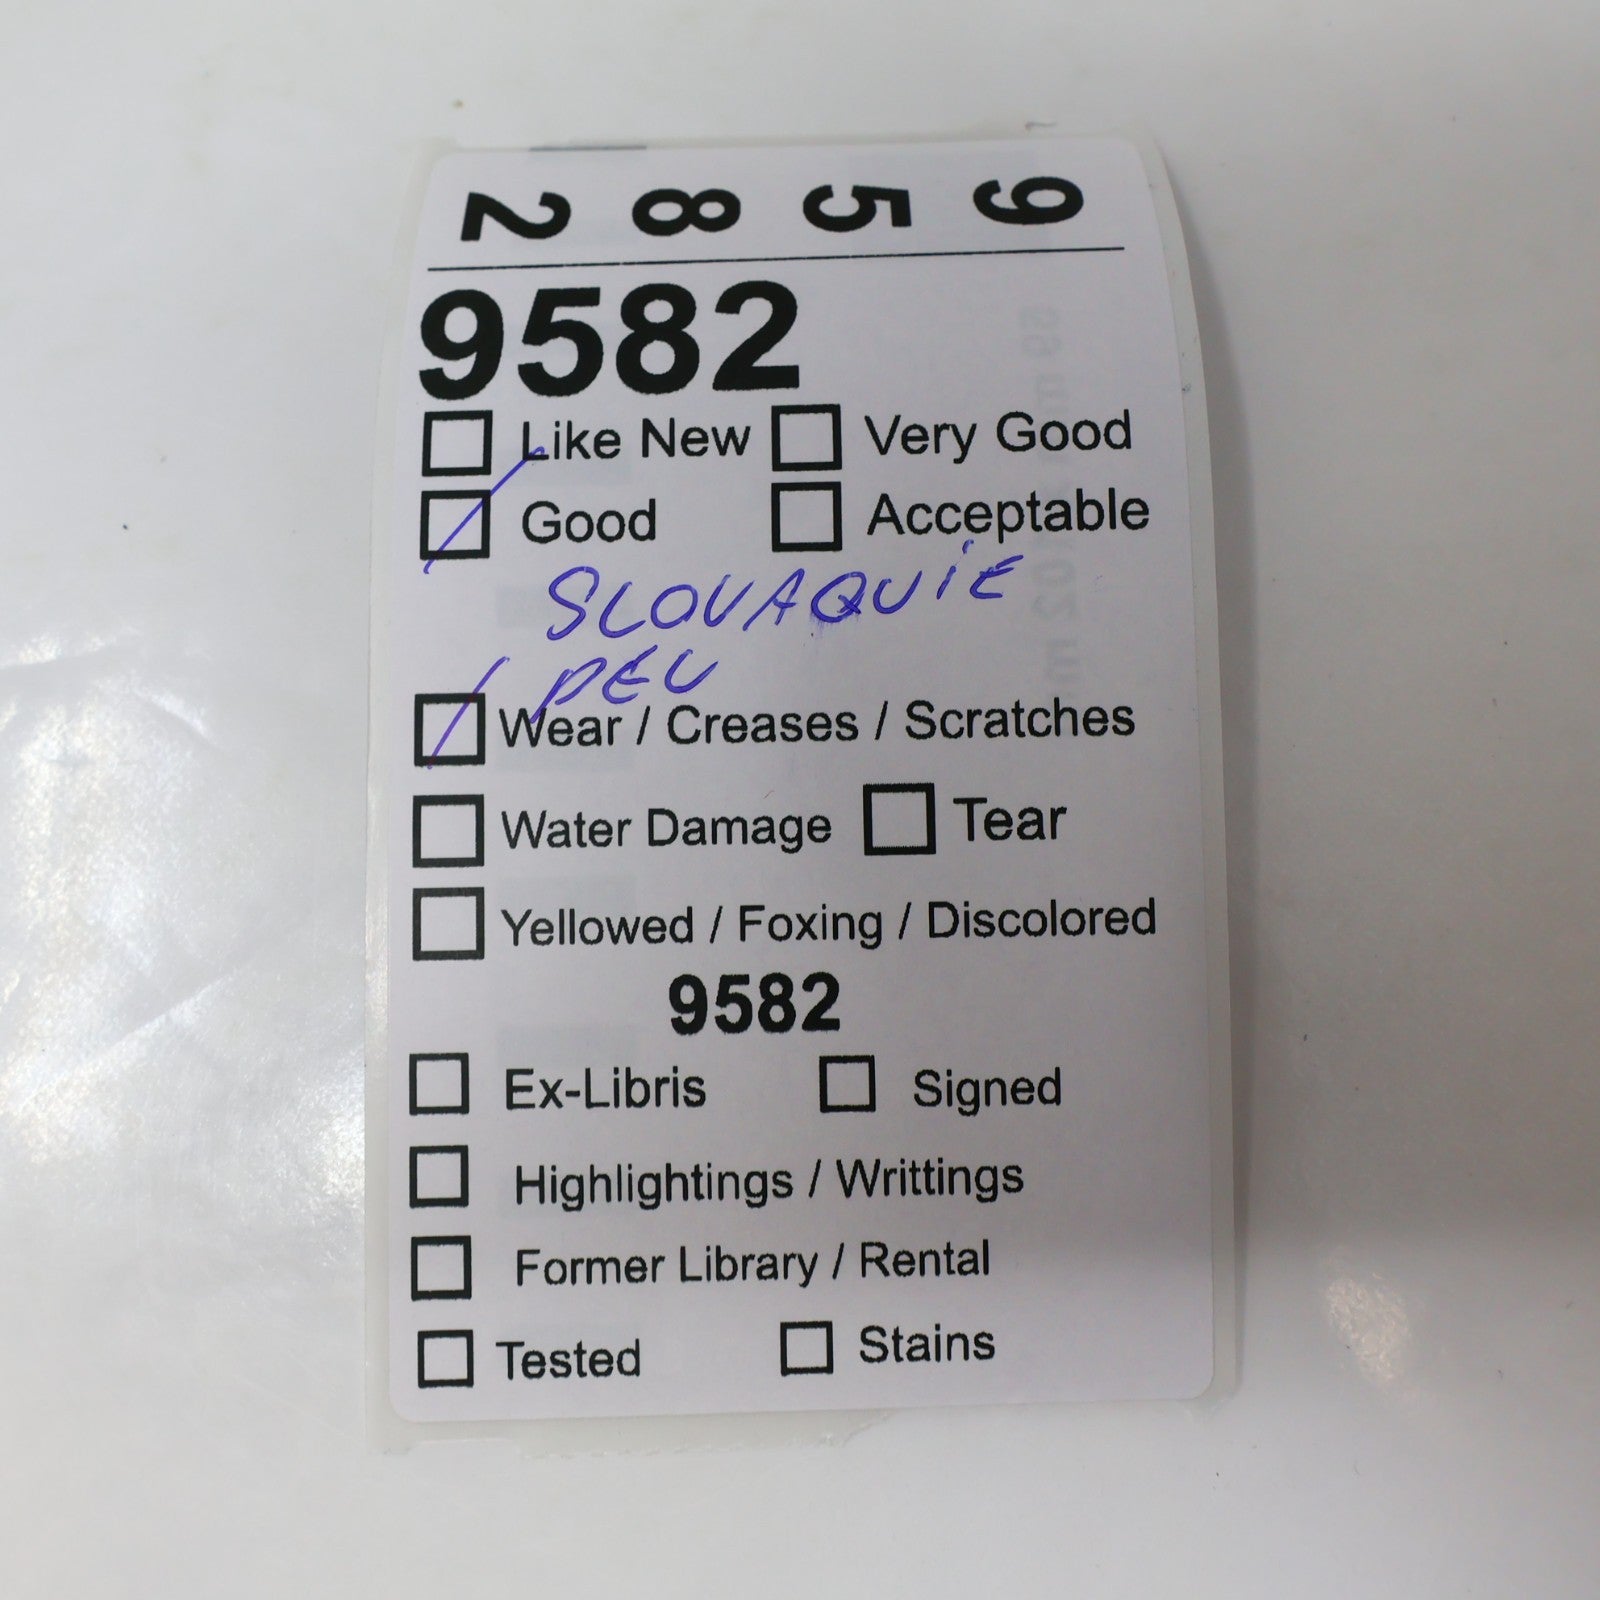 2 8 5 9
9582
Like New Very Good
Good Acceptable
SLOVAQUIE
PEU
Wear / Creases / Scratches
Water Damage Tear
Yellowed / Foxing / Discolored
9582
Ex-Libris Signed
Highlightings / Writtings
Former Library / Rental
Tested Stains